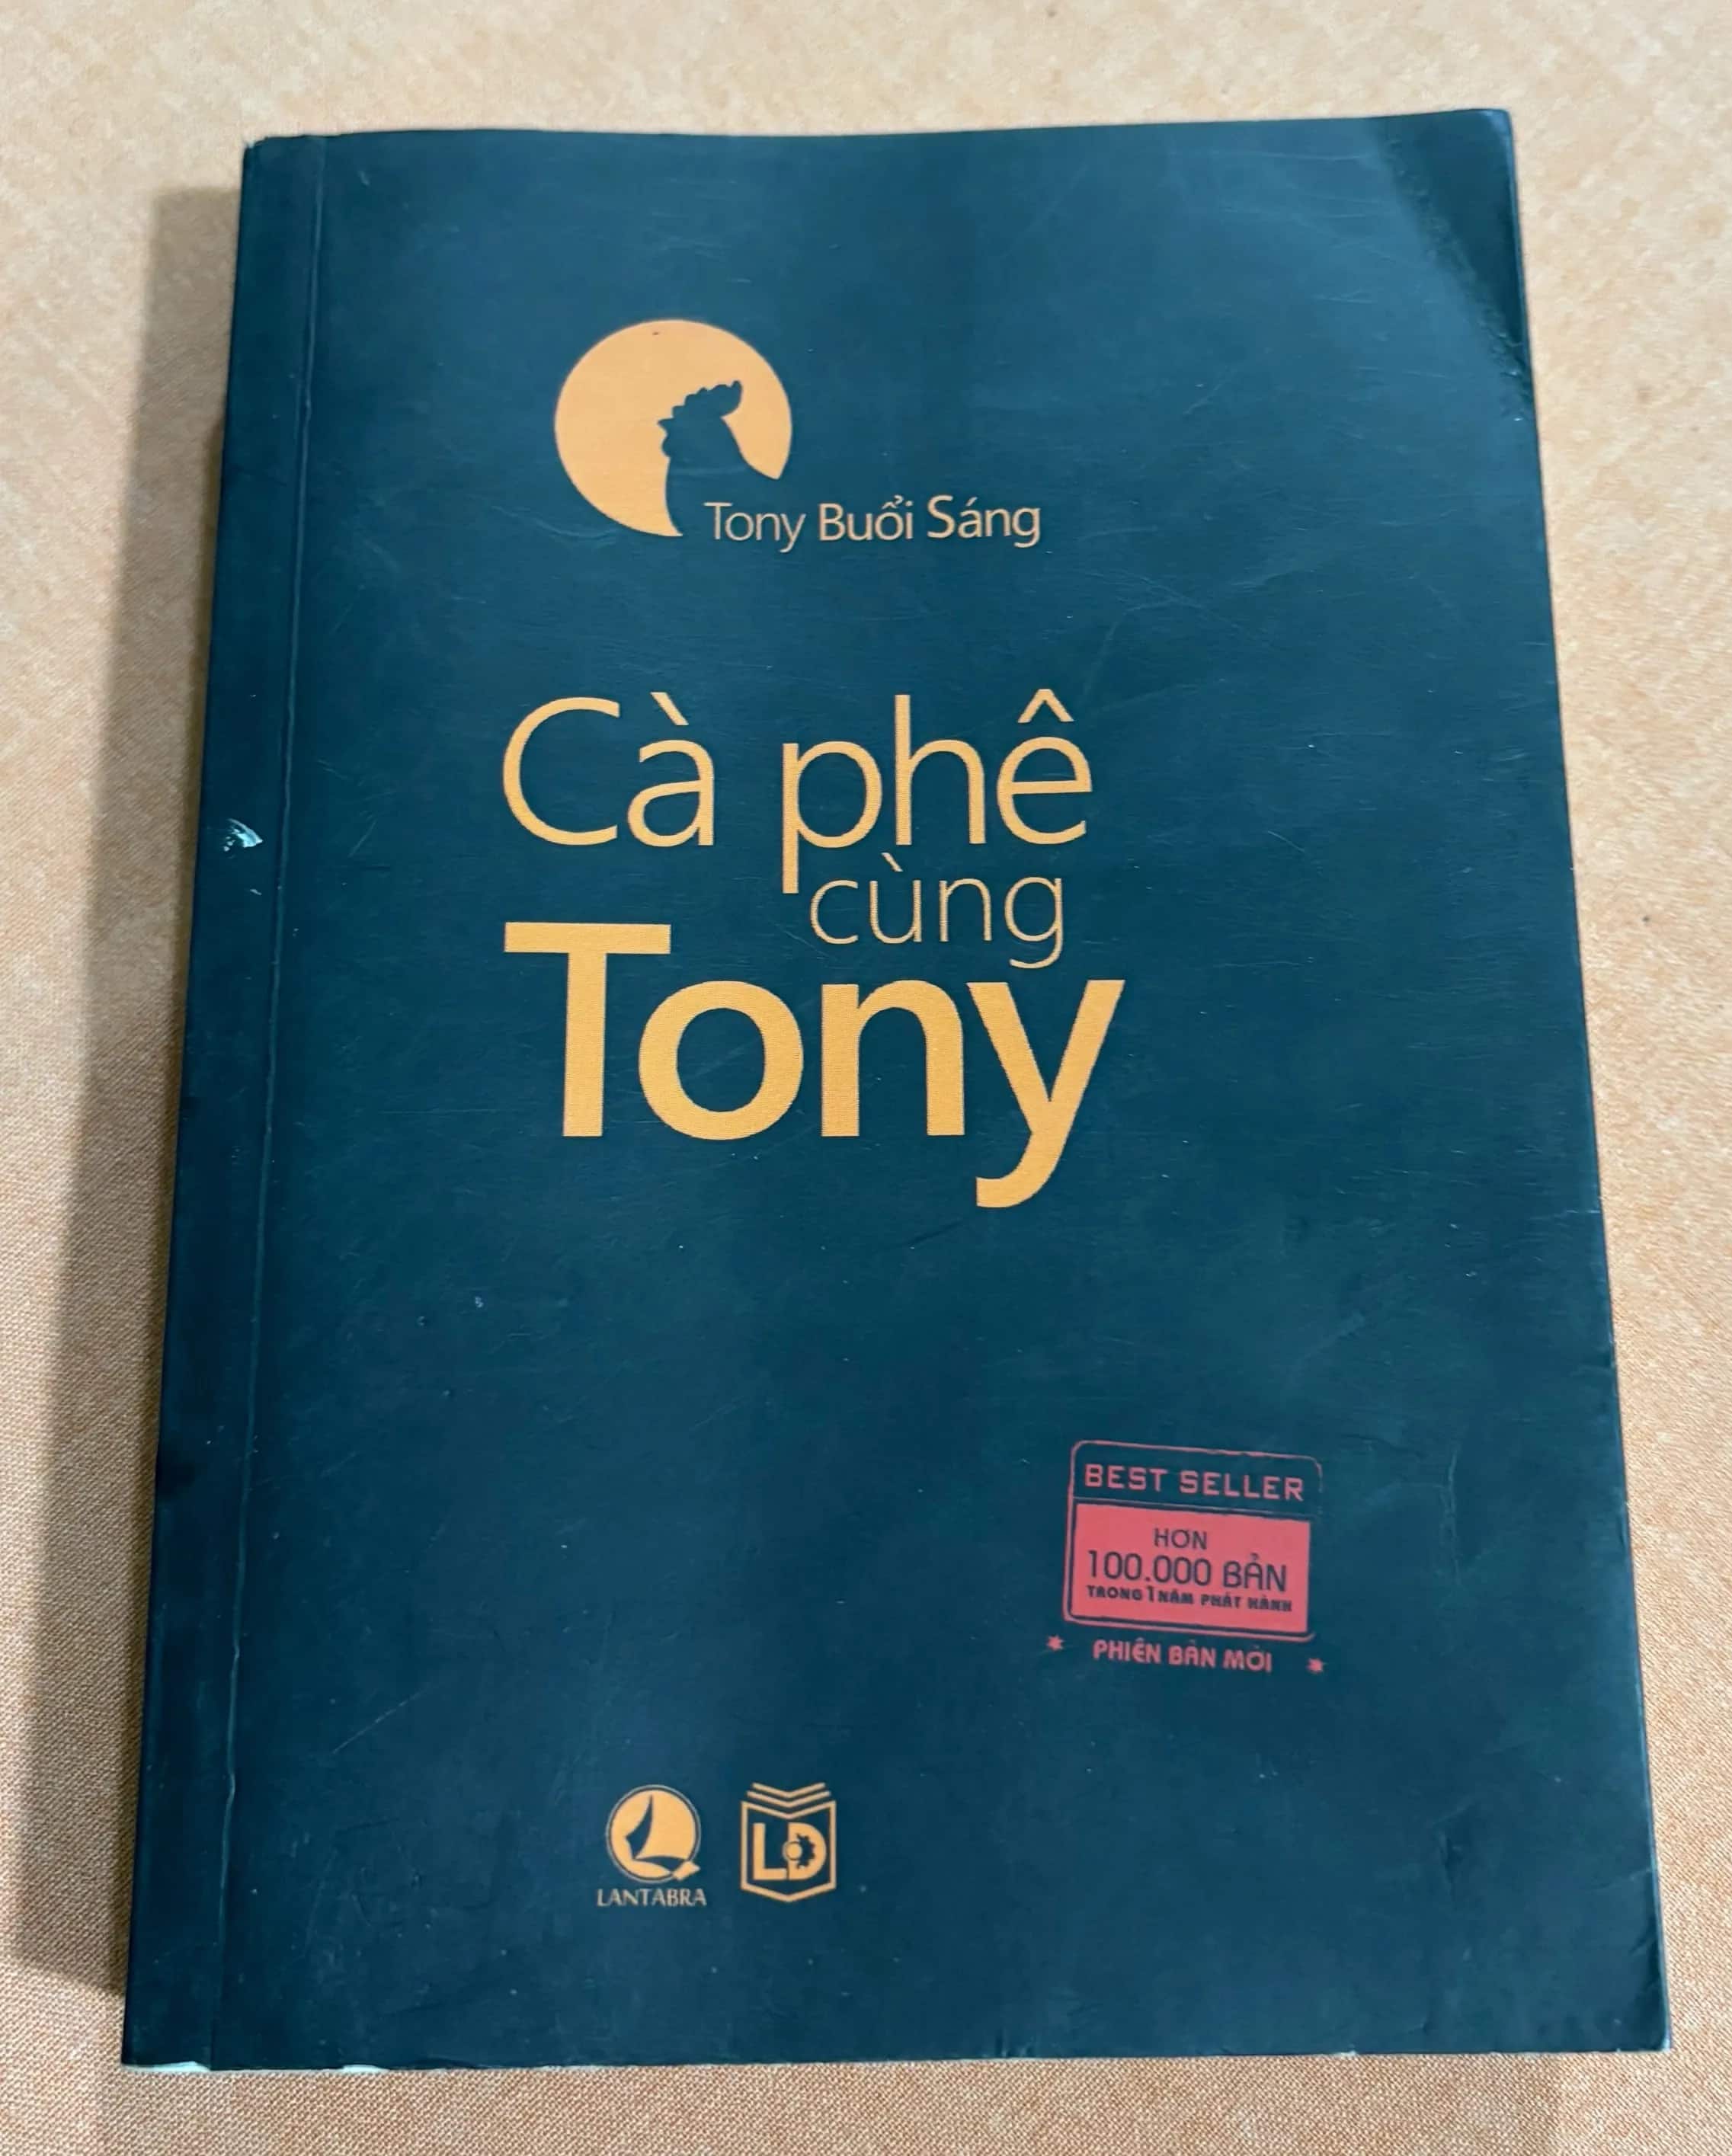 Tony Buổi Sáng
Cà phê
cùng
Tony
BEST SELLER
HƠN
100.000 BẢN
TRONG 1 NĂM PHÁT HÀNH
PHIÊN BẢN MỚI
LANTABRA
LĐ